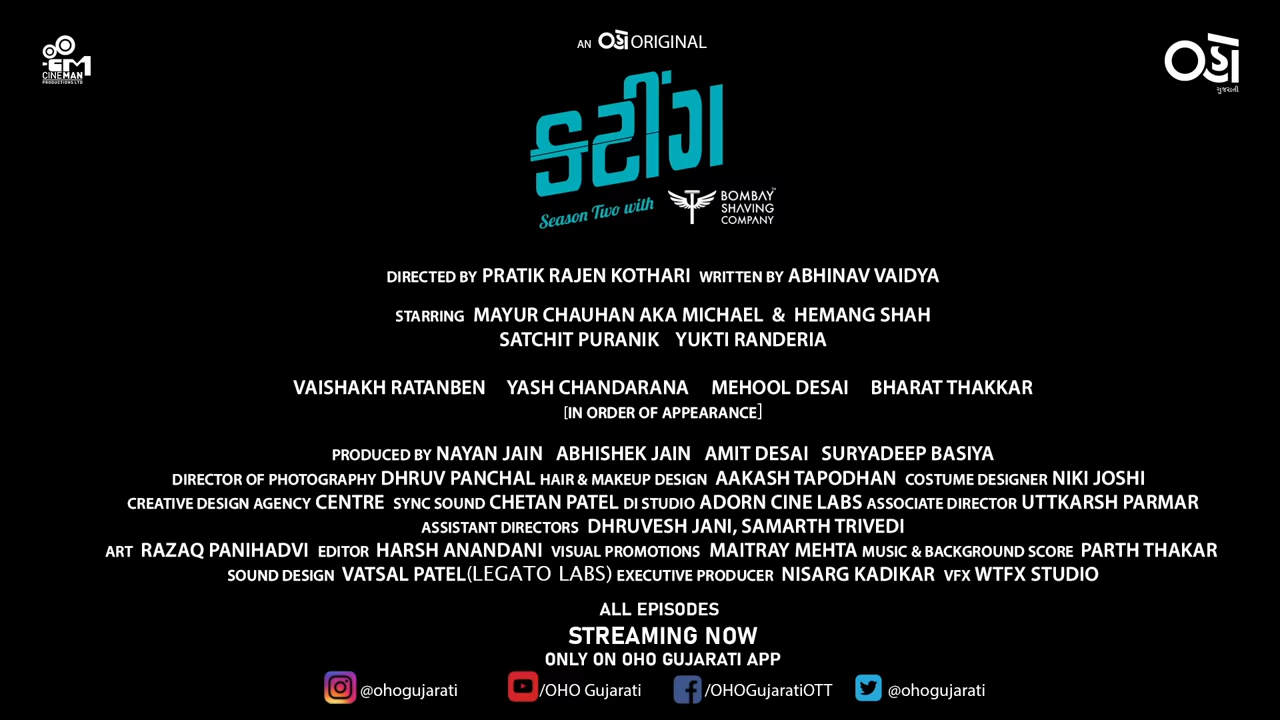 CINEMAN
PRODUCTIONS LTD
AN ઓહો ORIGINAL
ઓહો
ગુજરાતી
કટીંગ
Season Two with
BOMBAY
SHAVING
COMPANY
DIRECTED BY PRATIK RAJEN KOTHARI WRITTEN BY ABHINAV VAIDYA
STARRING MAYUR CHAUHAN AKA MICHAEL & HEMANG SHAH
SATCHIT PURANIK YUKTI RANDERIA
VAISHAKH RATANBEN YASH CHANDARANA MEHOOL DESAI BHARAT THAKKAR
[IN ORDER OF APPEARANCE]
PRODUCED BY NAYAN JAIN ABHISHEK JAIN AMIT DESAI SURYADEEP BASIYA
DIRECTOR OF PHOTOGRAPHY DHRUV PANCHAL HAIR & MAKEUP DESIGN AAKASH TAPODHAN COSTUME DESIGNER NIKI JOSHI
CREATIVE DESIGN AGENCY CENTRE SYNC SOUND CHETAN PATEL DI STUDIO ADORN CINE LABS ASSOCIATE DIRECTOR UTTKARSH PARMAR
ASSISTANT DIRECTORS DHRUVESH JANI, SAMARTH TRIVEDI
ART RAZAQ PANIHADVI EDITOR HARSH ANANDANI VISUAL PROMOTIONS MAITRAY MEHTA MUSIC & BACKGROUND SCORE PARTH THAKAR
SOUND DESIGN VATSAL PATEL(LEGATO LABS) EXECUTIVE PRODUCER NISARG KADIKAR VFX WTFX STUDIO
ALL EPISODES
STREAMING NOW
ONLY ON OHO GUJARATI APP
@ohogujarati /OHO Gujarati /OHOGujaratiOTT @ohogujarati